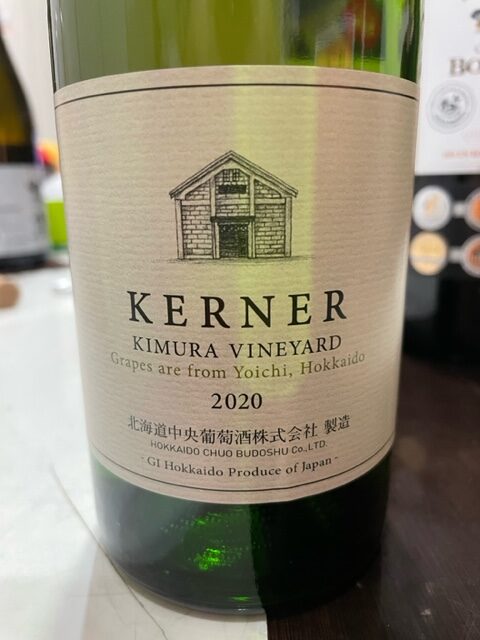 KERNER
KIMURA VINEYARD
Grapes are from Yoichi, Hokkaido
2020
北海道中央葡萄酒株式会社 製造
HOKKAIDO CHUO BUDOSHU Co., LTD.
- GI Hokkaido Produce of Japan -
BO